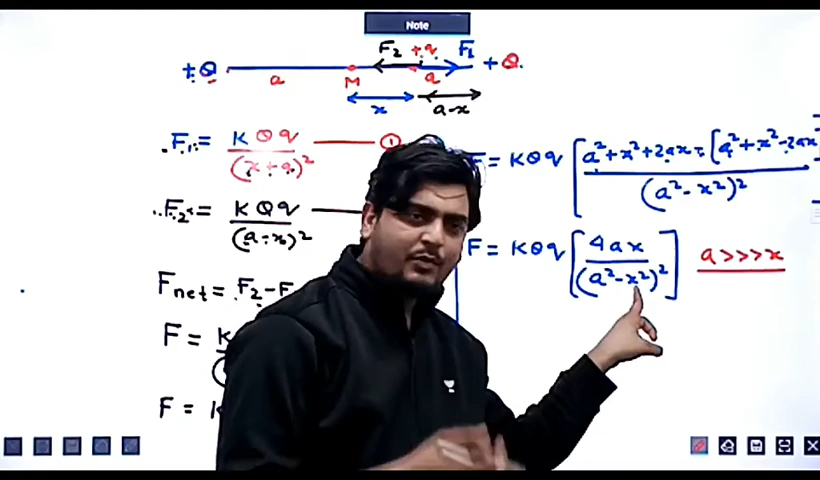 Note
F₂ +q F₁
+Q a M a +Q
x a-x
F₁ = KQq/(x+a)² ①
F₂ = KQq/(a-x)²
Fnet = F₂-F
F = K
F = K
F = KQq [a²+x²+2ax-[a²+x²-2ax / (a²-x²)²
F = KQq [4ax/(a²-x²)²] a>>>x